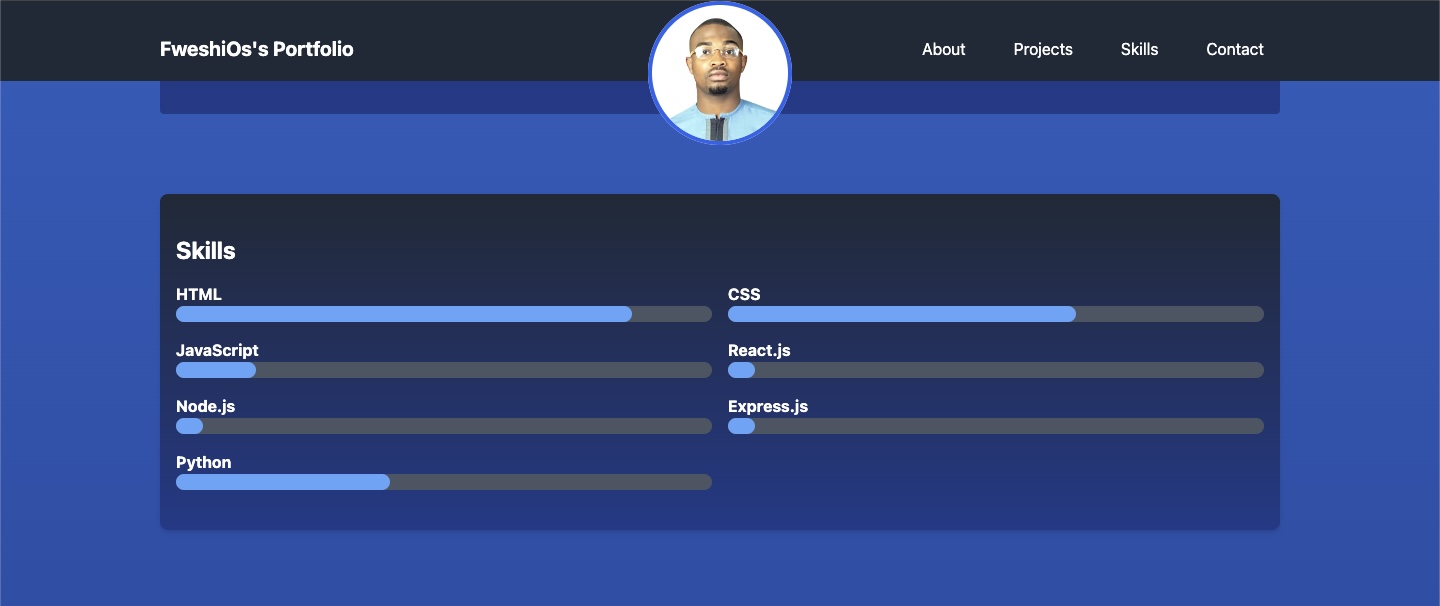 FweshiOs's Portfolio
About Projects Skills Contact
Skills
HTML
CSS
JavaScript
React.js
Node.js
Express.js
Python